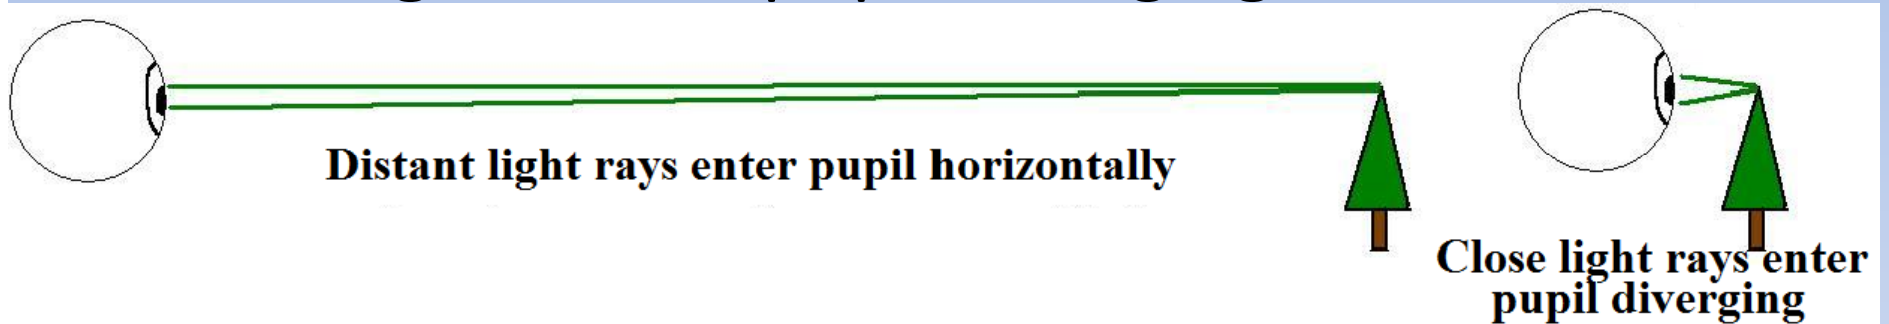 Distant light rays enter pupil horizontally
Close light rays enter
pupil diverging